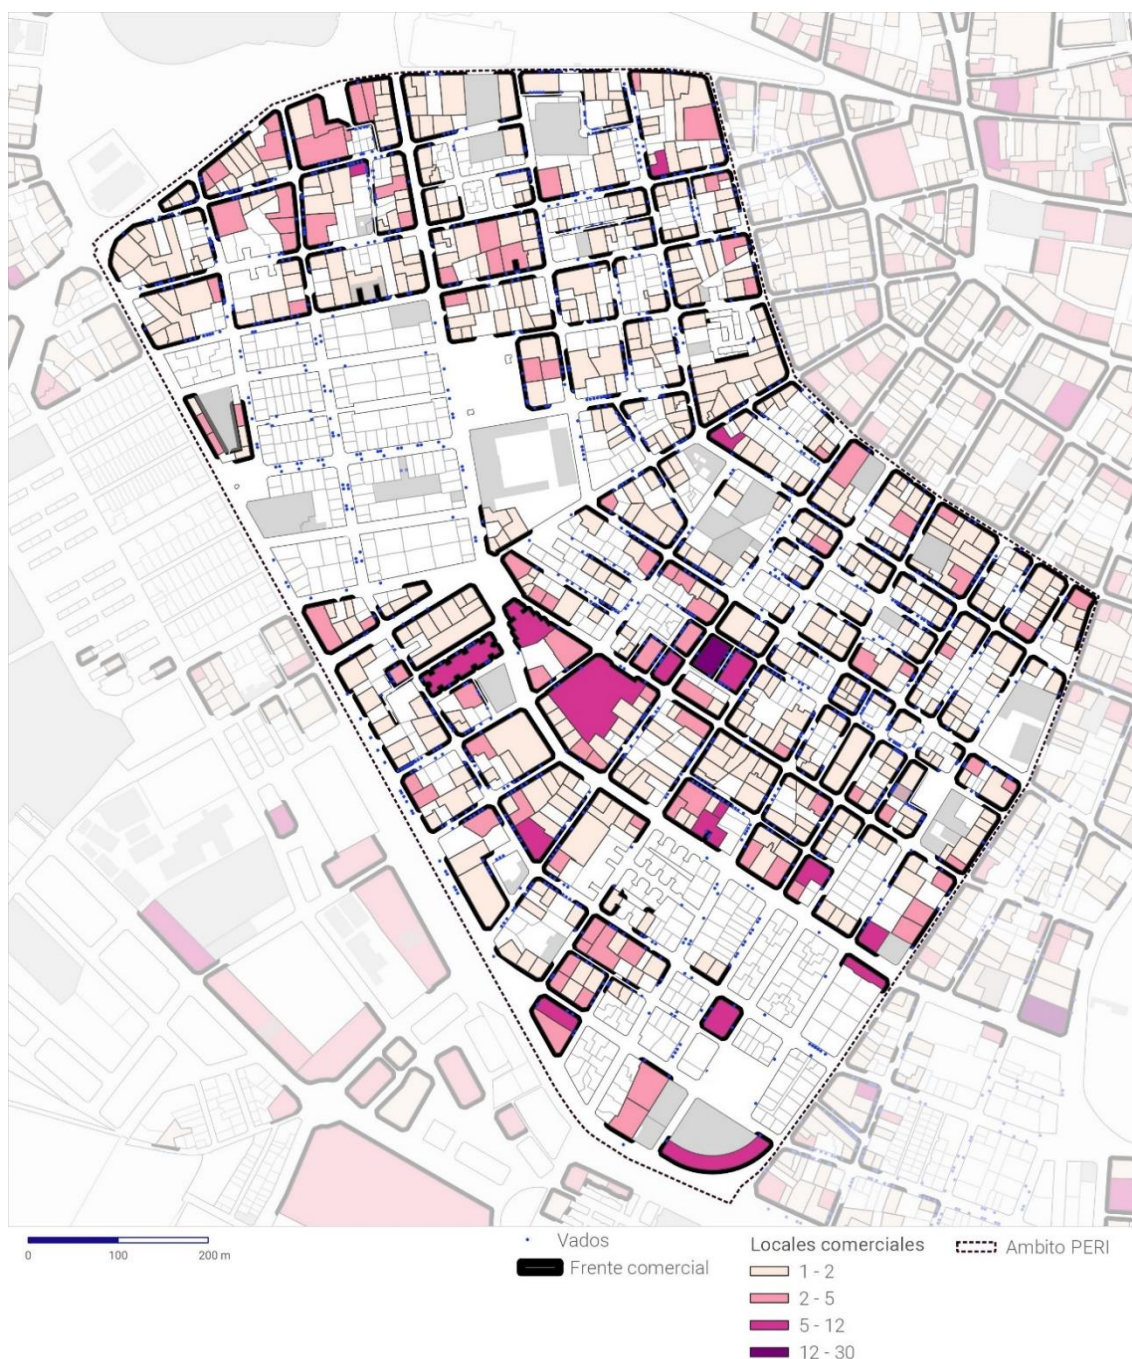 0 100 200 m
Vados
Frente comercial
Locales comerciales
1 - 2
2 - 5
5 - 12
12 - 30
Ambito PERI